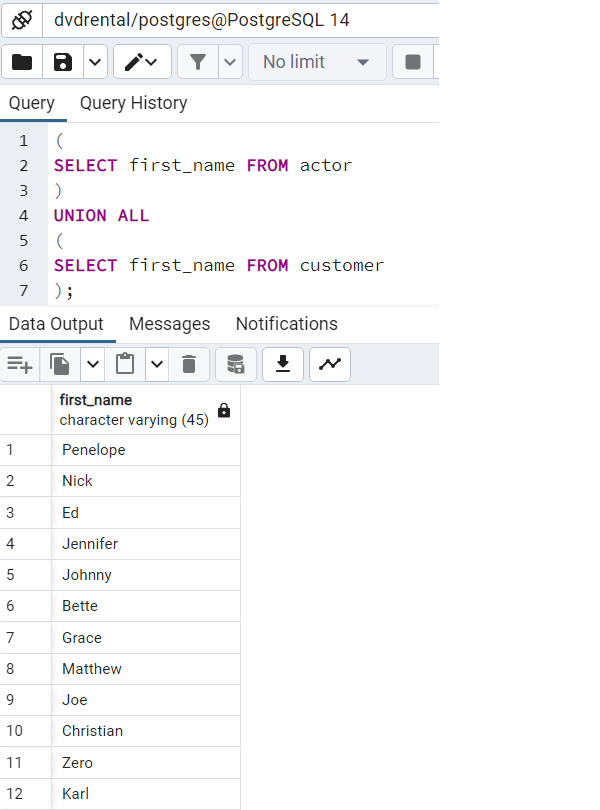 dvdrental/postgres@PostgreSQL 14
No limit
Query Query History
1 (
2 SELECT first_name FROM actor
3 )
4 UNION ALL
5 (
6 SELECT first_name FROM customer
7 );
Data Output Messages Notifications
first_name
character varying (45)
1 Penelope
2 Nick
3 Ed
4 Jennifer
5 Johnny
6 Bette
7 Grace
8 Matthew
9 Joe
10 Christian
11 Zero
12 Karl